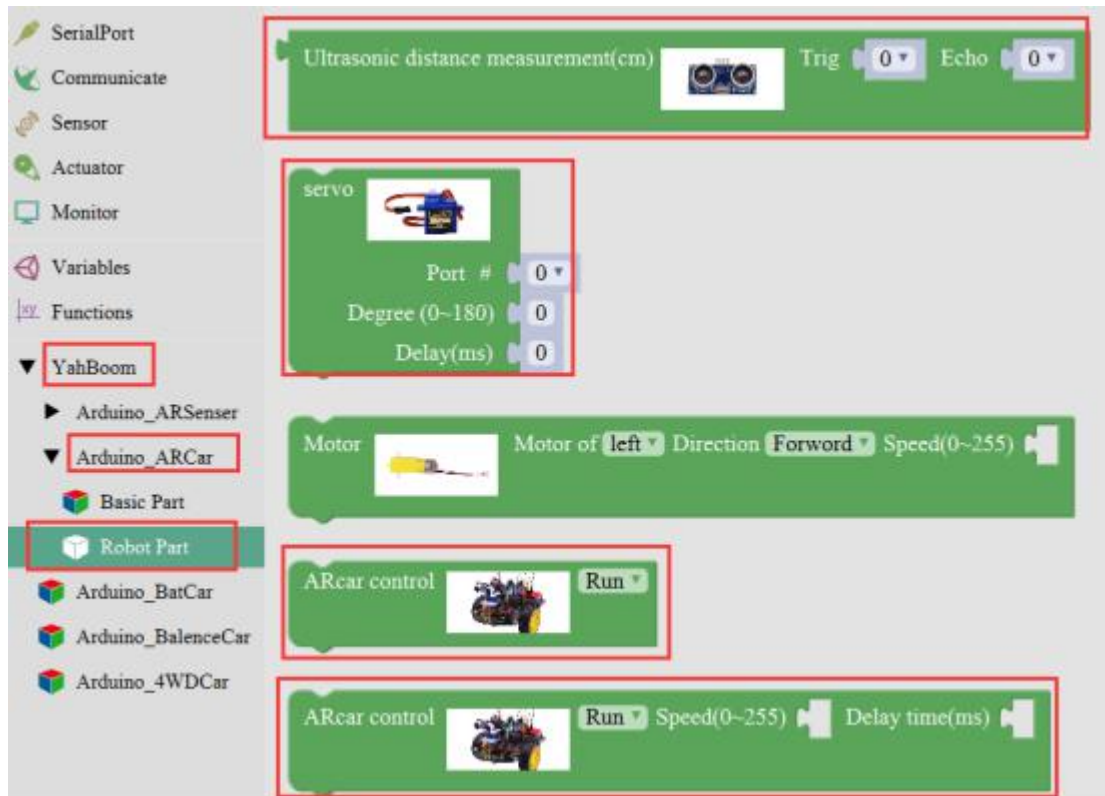 SerialPort
Communicate
Sensor
Actuator
Monitor
Variables
Functions
YahBoom
Arduino_ARSenser
Arduino_ARCar
Basic Part
Robot Part
Arduino_BatCar
Arduino_BalenceCar
Arduino_4WDCar
Ultrasonic distance measurement(cm) Trig 0 Echo 0
servo
Port # 0
Degree (0~180) 0
Delay(ms) 0
Motor Motor of left Direction Forword Speed(0~255)
ARcar control Run
ARcar control Run Speed(0~255) Delay time(ms)